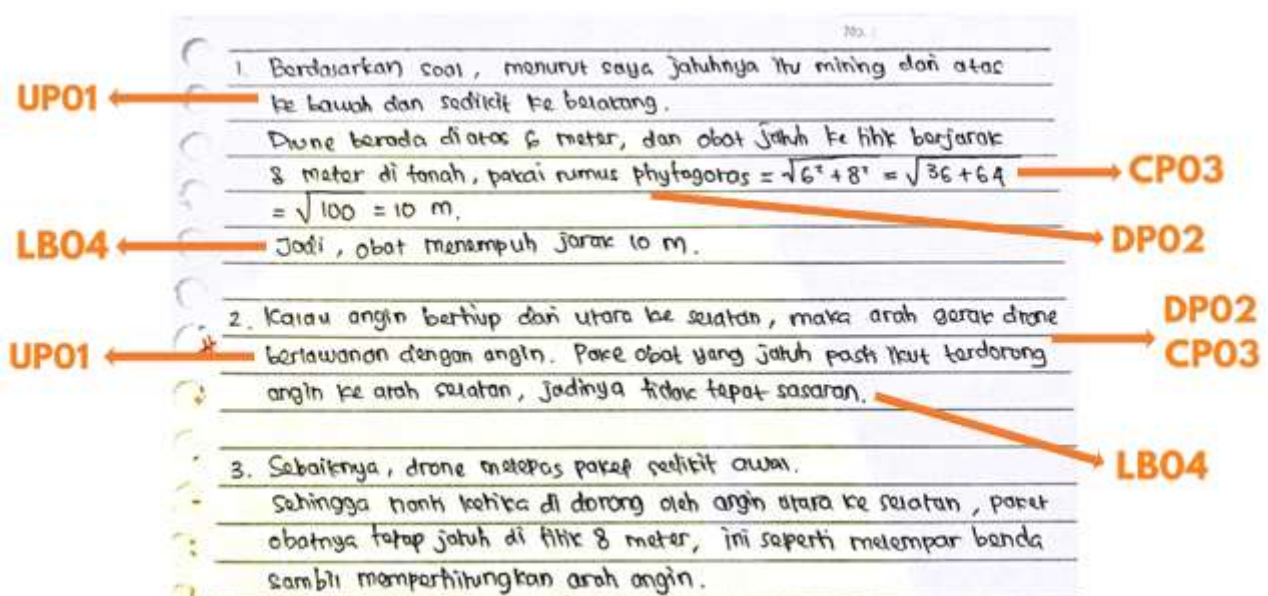 No. :
1. Berdasarkan soal, menurut saya jatuhnya itu miring dari atas
UP01
ke bawah dan sedikit ke belakang.
Drone berada di atas 6 meter, dan obat jatuh ke titik berjarak
8 meter di tanah, pakai rumus phytagoras = √6² + 8² = √36 + 64
CP03
= √100 = 10 m.
DP02
LB04
Jadi, obat menempuh jarak 10 m.
2. Kalau angin bertiup dari utara ke selatan, maka arah gerak drone
DP02
CP03
UP01
berlawanan dengan angin. Paket obat yang jatuh pasti ikut terdorong
angin ke arah selatan, jadinya tidak tepat sasaran.
LB04
3. Sebaiknya, drone melepas paket sedikit awal.
Sehingga nanti ketika di dorong oleh angin utara ke selatan, paket
obatnya tetap jatuh di titik 8 meter, ini seperti melempar benda
sambil memperhitungkan arah angin.